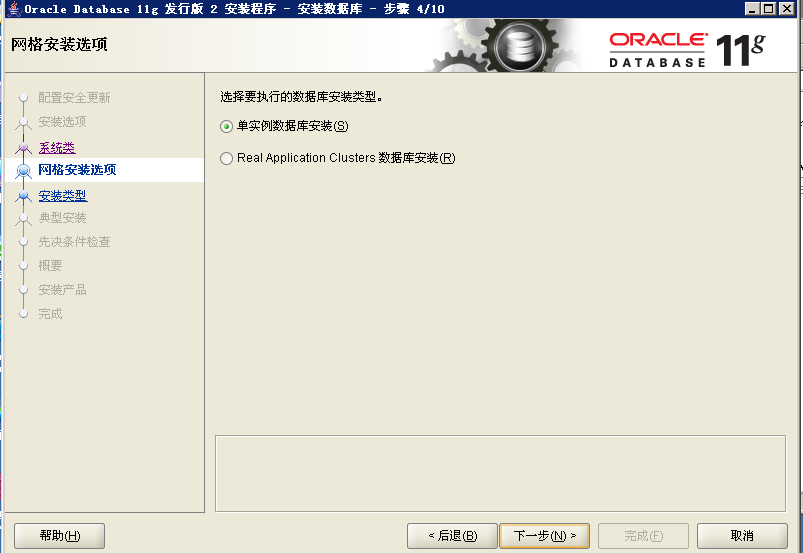 Oracle Database 11g 发行版 2 安装程序 - 安装数据库 - 步骤 4/10
网格安装选项
ORACLE
DATABASE 11g
配置安全更新
安装选项
系统类
网格安装选项
安装类型
典型安装
先决条件检查
概要
安装产品
完成
选择要执行的数据库安装类型。
单实例数据库安装(S)
Real Application Clusters 数据库安装(R)
帮助(H)
< 后退(B)
下一步(N) >
完成(F)
取消